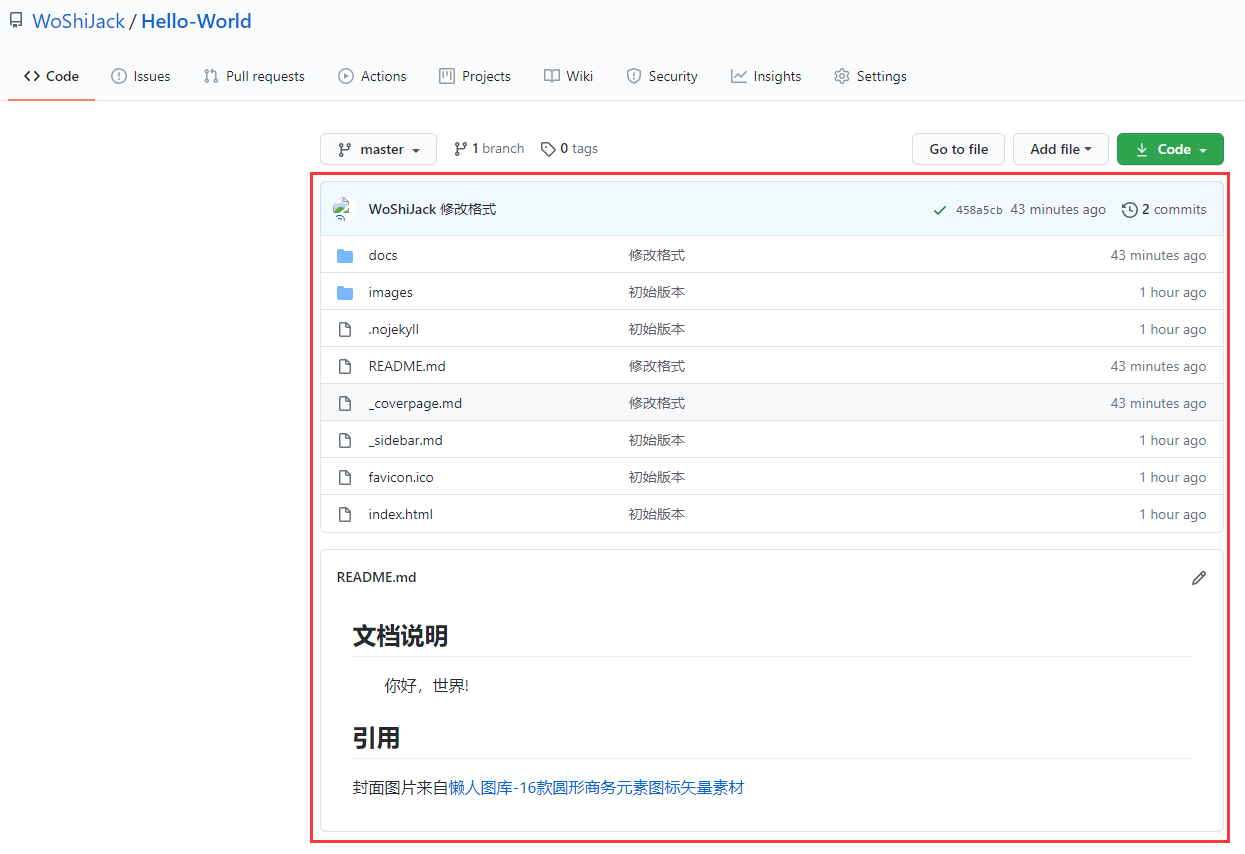 WoShiJack / Hello-World
Code Issues Pull requests Actions Projects Wiki Security Insights Settings
master 1 branch 0 tags Go to file Add file Code
WoShiJack 修改格式 458a5cb 43 minutes ago 2 commits
docs 修改格式 43 minutes ago
images 初始版本 1 hour ago
.nojekyll 初始版本 1 hour ago
README.md 修改格式 43 minutes ago
_coverpage.md 修改格式 43 minutes ago
_sidebar.md 初始版本 1 hour ago
favicon.ico 初始版本 1 hour ago
index.html 初始版本 1 hour ago
README.md
文档说明
你好，世界!
引用
封面图片来自懒人图库-16款圆形商务元素图标矢量素材